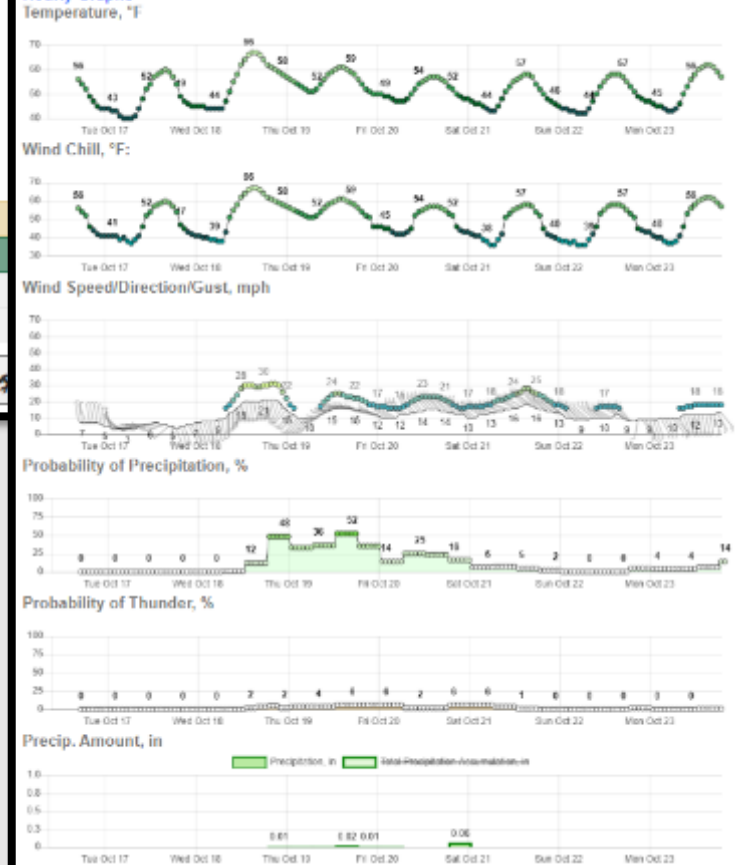 Temperature, °F
70
60
50
40
56 43 52 49 44 66 58 52 59 49 54 52 44 57 46 44 57 45 56
Tue Oct 17 Wed Oct 18 Thu Oct 19 Fri Oct 20 Sat Oct 21 Sun Oct 22 Mon Oct 23
Wind Chill, °F:
70
60
50
40
30
56 41 52 47 39 66 58 52 59 45 54 52 38 57 40 57 40 56
Tue Oct 17 Wed Oct 18 Thu Oct 19 Fri Oct 20 Sat Oct 21 Sun Oct 22 Mon Oct 23
Wind Speed/Direction/Gust, mph
70
60
50
40
30
20
10
0
28 30 22 24 22 17 16 23 21 17 18 24 25 18 17 18 18
7 21 15 16 12 12 14 14 13 13 16 16 13 9 10 9 9 10 12 13
Tue Oct 17 Wed Oct 18 Thu Oct 19 Fri Oct 20 Sat Oct 21 Sun Oct 22 Mon Oct 23
Probability of Precipitation, %
100
75
50
25
0
0 0 0 0 0 12 48 36 52 14 25 16 6 5 2 0 0 4 4 14
Tue Oct 17 Wed Oct 18 Thu Oct 19 Fri Oct 20 Sat Oct 21 Sun Oct 22 Mon Oct 23
Probability of Thunder, %
100
75
50
25
0
0 0 0 0 0 2 2 4 6 6 2 6 6 1 0 0 0 0 0
Tue Oct 17 Wed Oct 18 Thu Oct 19 Fri Oct 20 Sat Oct 21 Sun Oct 22 Mon Oct 23
Precip. Amount, in
Precipitation, in Total Precipitation Accumulation, in
1.0
0.8
0.5
0.3
0
0.01 0.02 0.01 0.06
Tue Oct 17 Wed Oct 18 Thu Oct 19 Fri Oct 20 Sat Oct 21 Sun Oct 22 Mon Oct 23